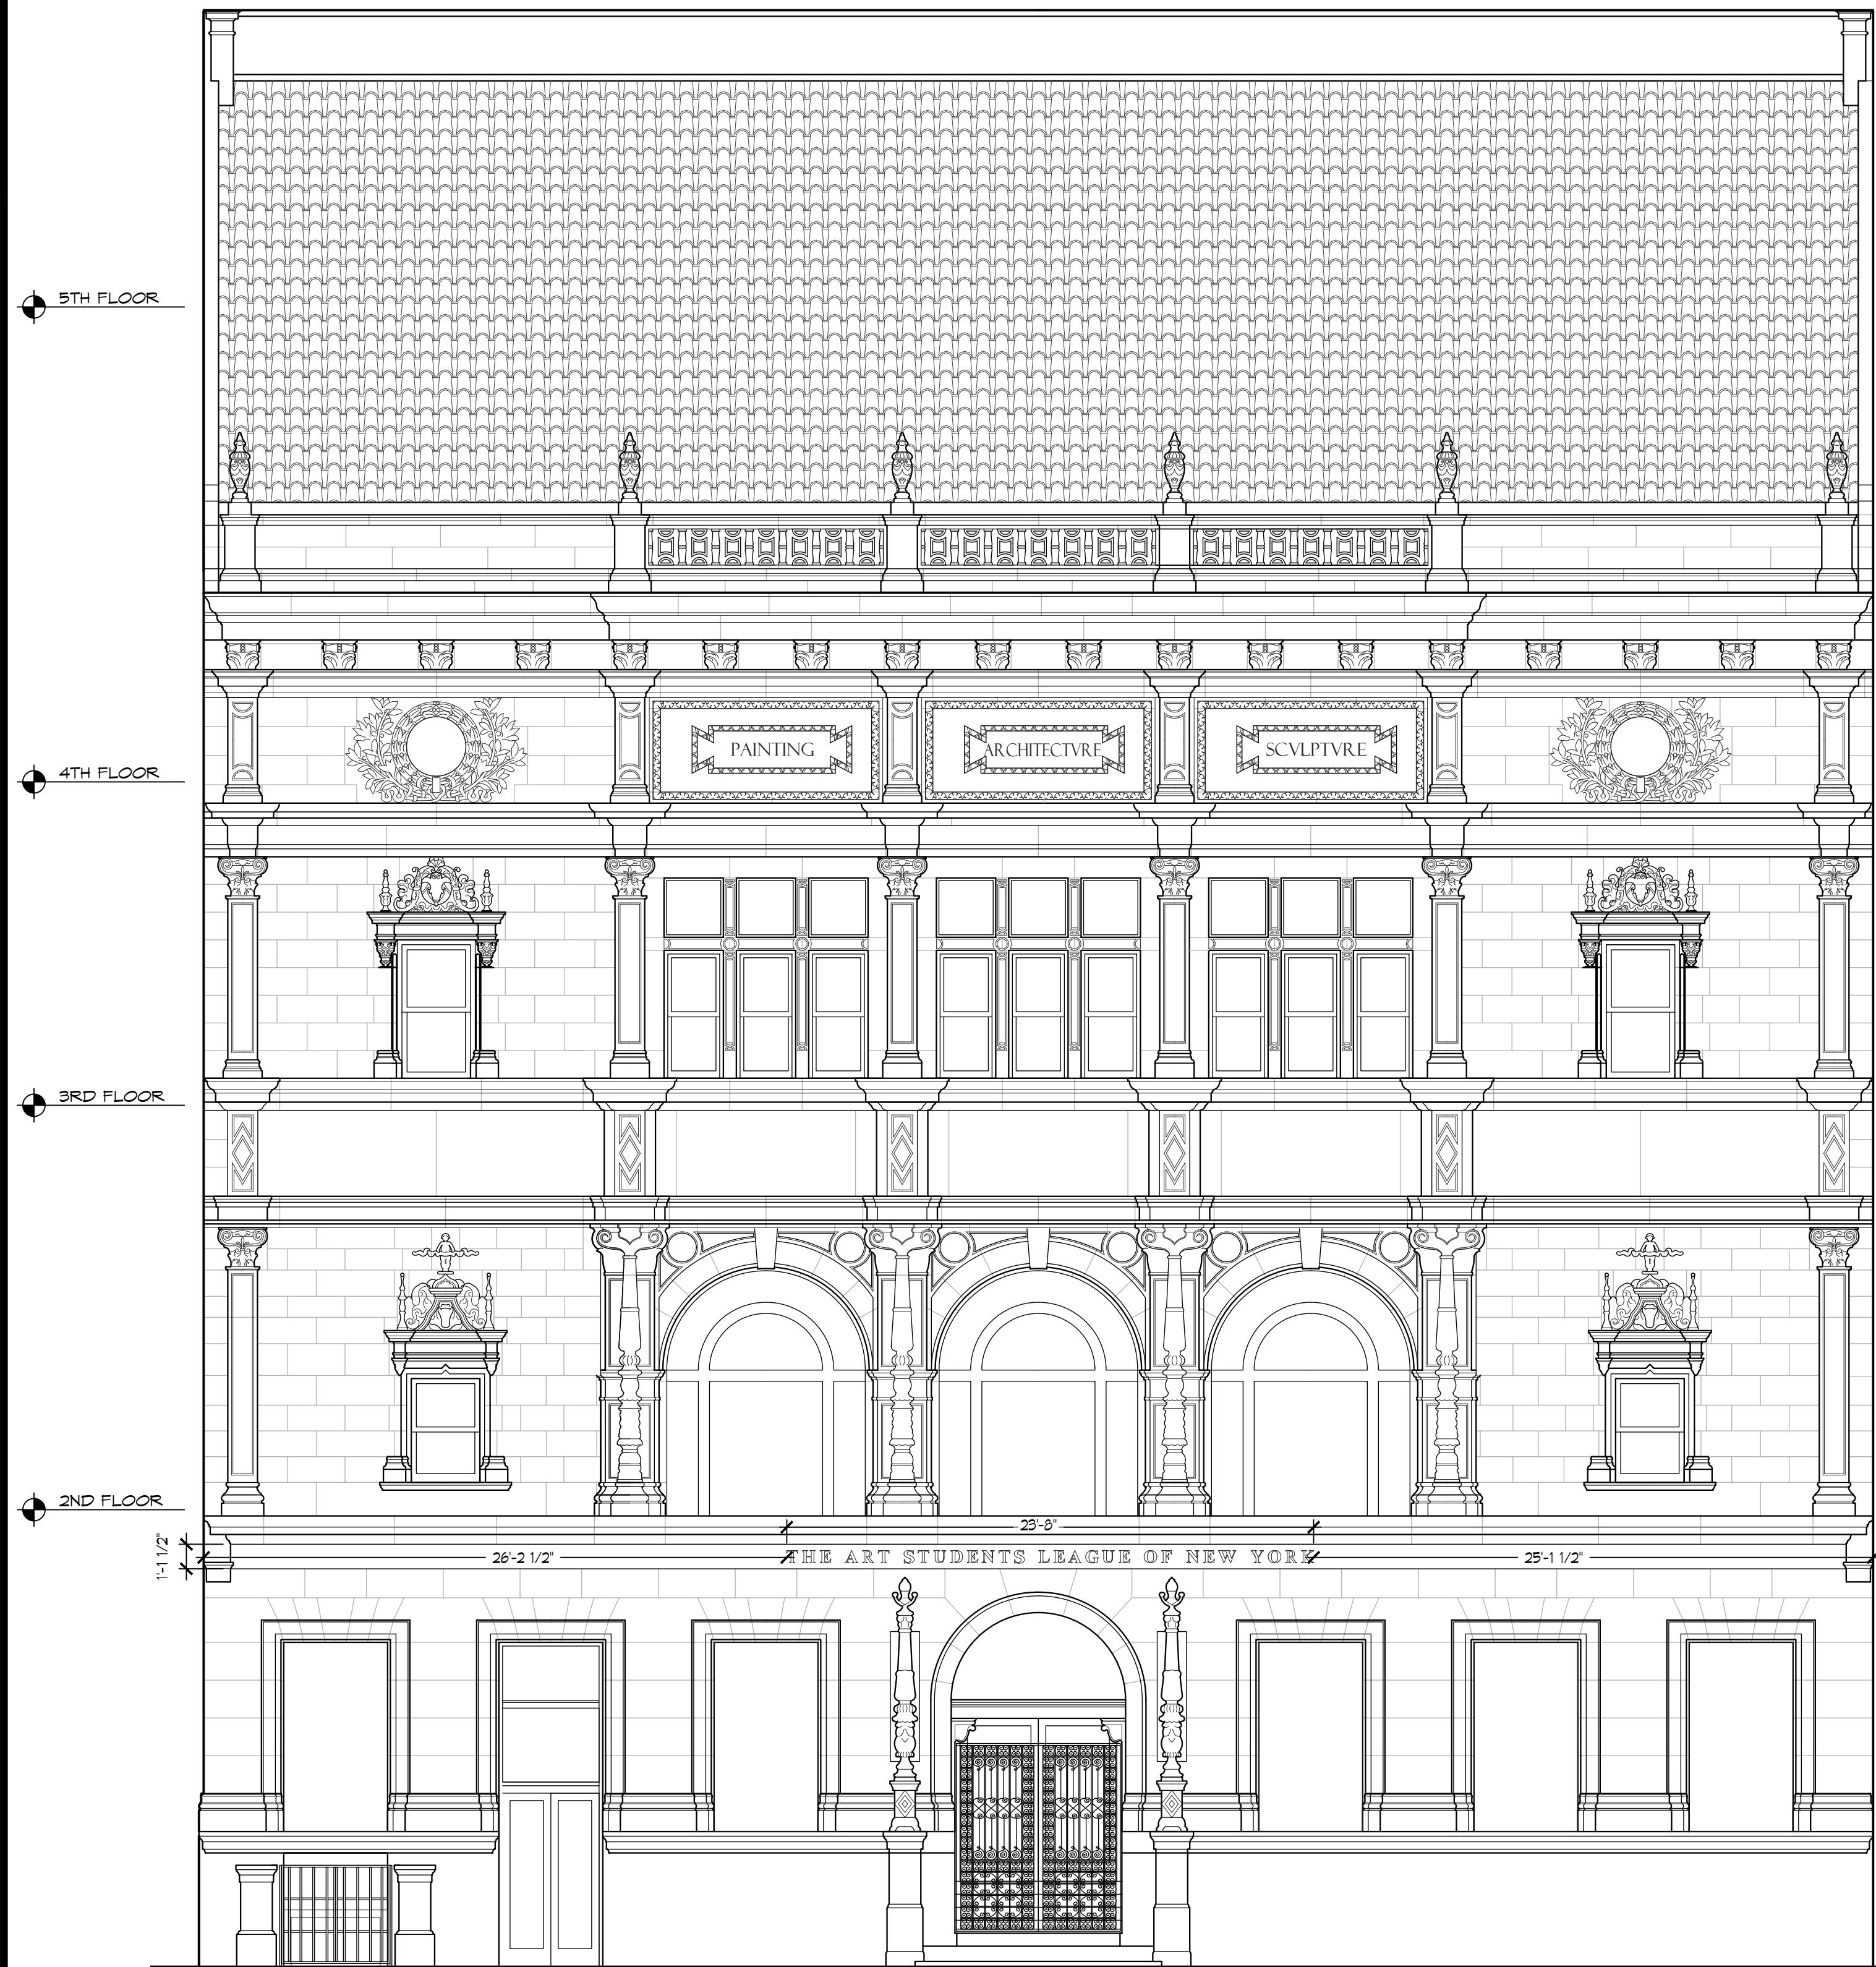 5TH FLOOR
PAINTING
ARCHITECTVRE
SCVLPTVRE
4TH FLOOR
3RD FLOOR
2ND FLOOR
23'-8"
1'-1 1/2"
26'-2 1/2"
THE ART STUDENTS LEAGUE OF NEW YORK
25'-1 1/2"